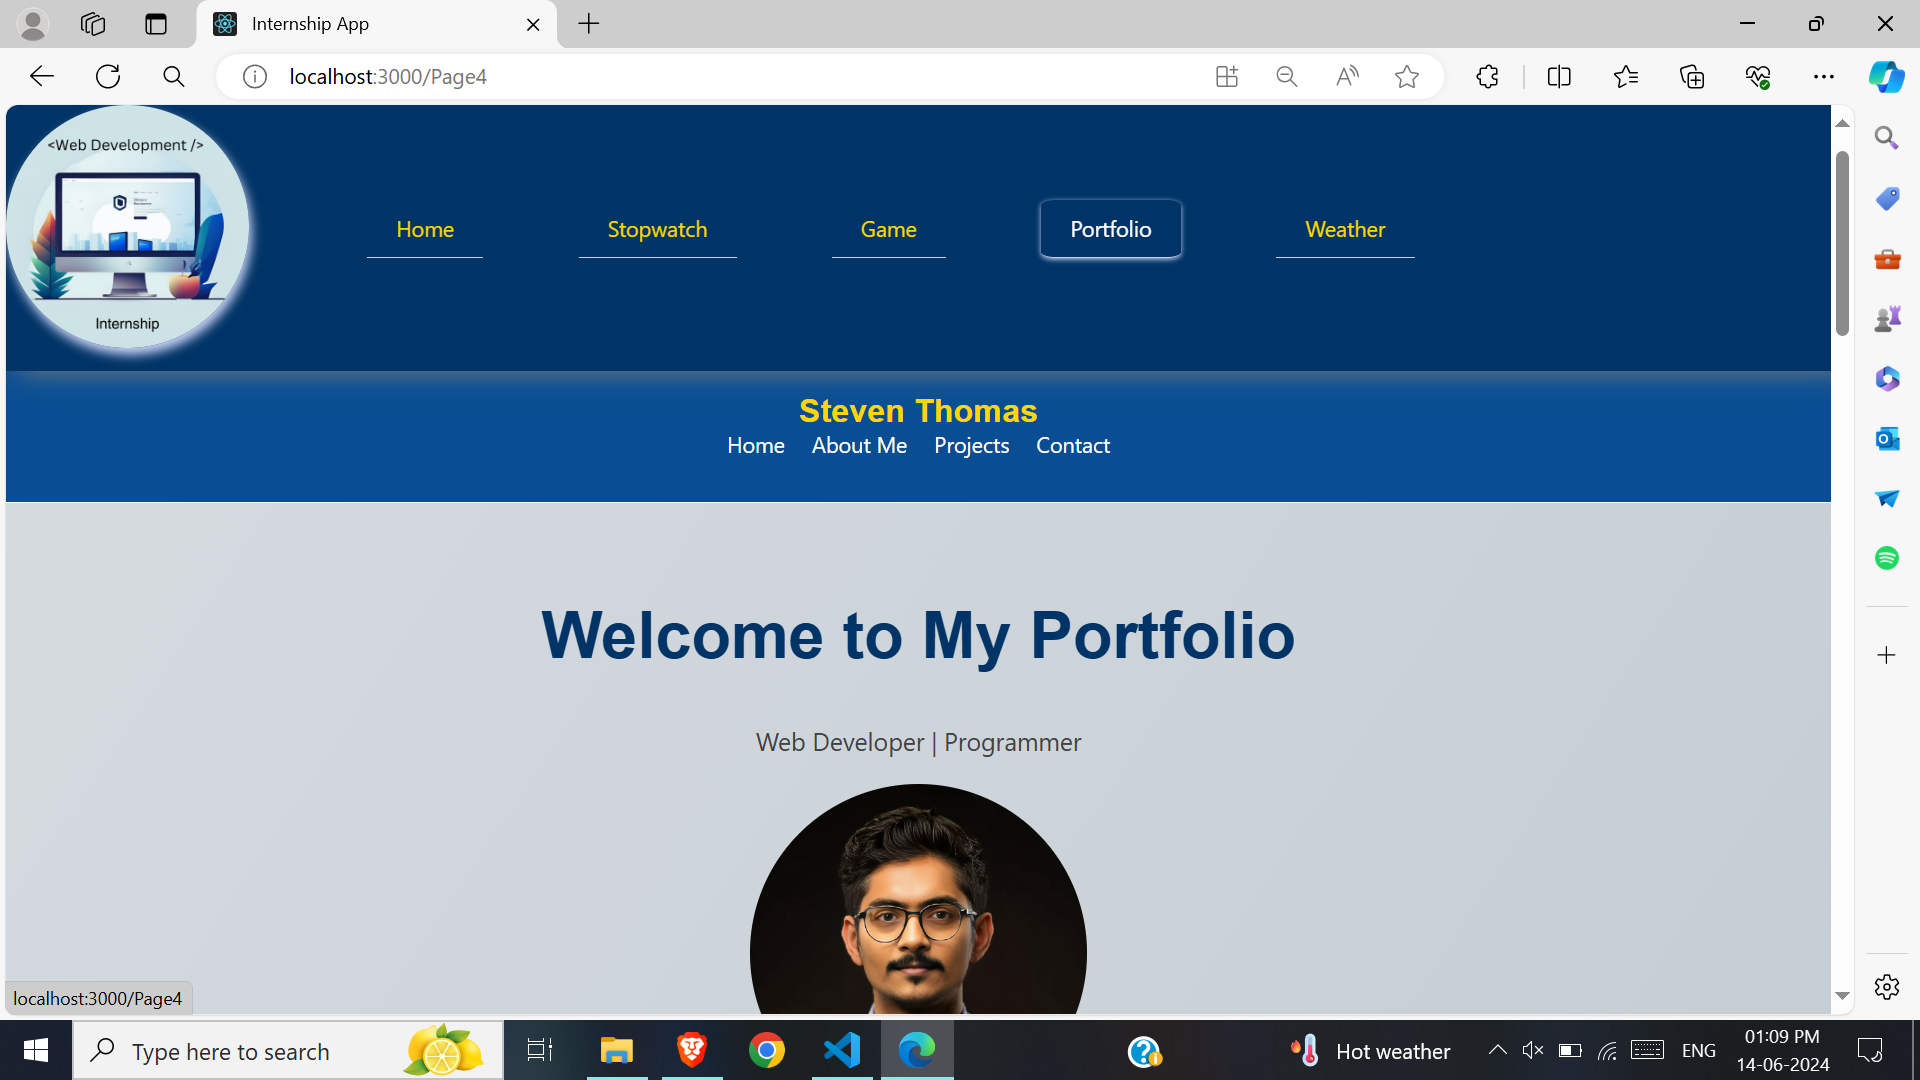 Internship App
localhost:3000/Page4
<Web Development />
Internship
Home Stopwatch Game Portfolio Weather
Steven Thomas
Home About Me Projects Contact
Welcome to My Portfolio
Web Developer | Programmer
localhost:3000/Page4
Type here to search
Hot weather
ENG
01:09 PM
14-06-2024